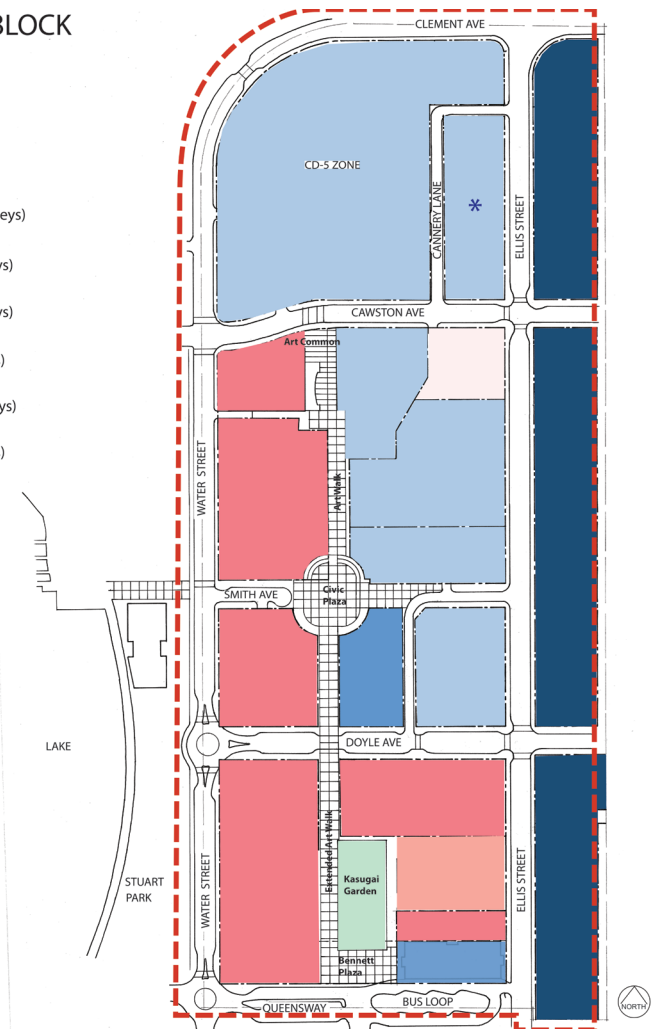 BLOCK
CLEMENT AVE
CD-5 ZONE
*
CANNERY LANE
ELLIS STREET
eys)
ys)
ys)
s)
ys)
s)
CAWSTON AVE
Art Common
WATER STREET
Art Walk
SMITH AVE
Civic
Plaza
LAKE
DOYLE AVE
Extended Art Walk
Kasugai
Garden
STUART
PARK
WATER STREET
ELLIS STREET
Bennett
Plaza
QUEENSWAY
BUS LOOP
NORTH